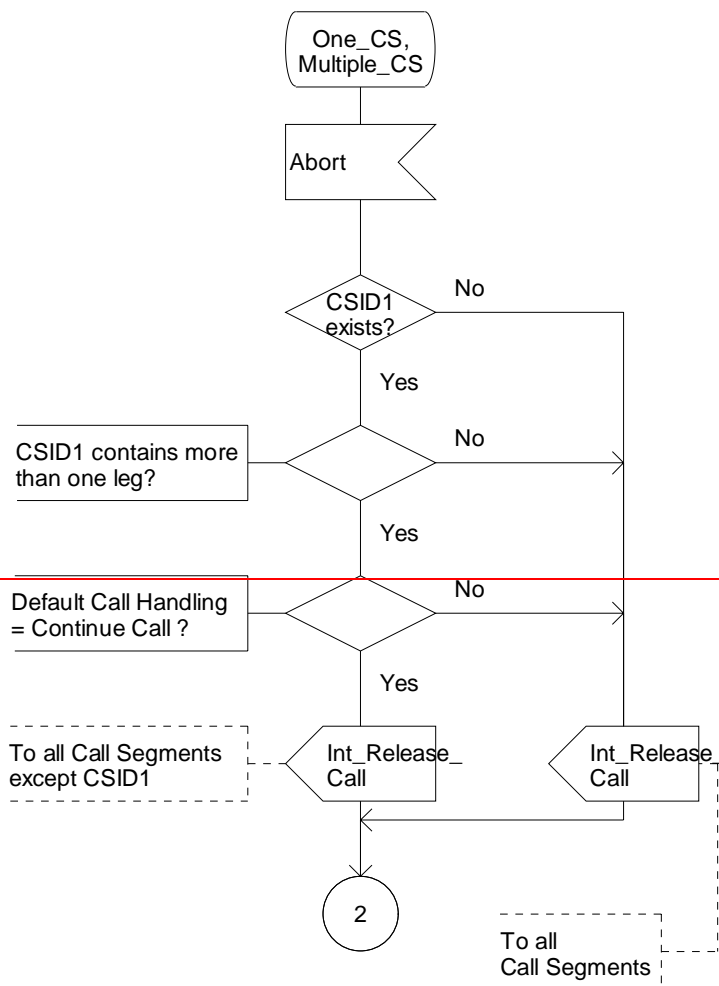 One_CS,
Multiple_CS
Abort
CSID1
exists?
No
Yes
CSID1 contains more
than one leg?
No
Yes
Default Call Handling
= Continue Call ?
No
Yes
To all Call Segments
except CSID1
Int_Release_
Call
Int_Release_
Call
2
To all
Call Segments